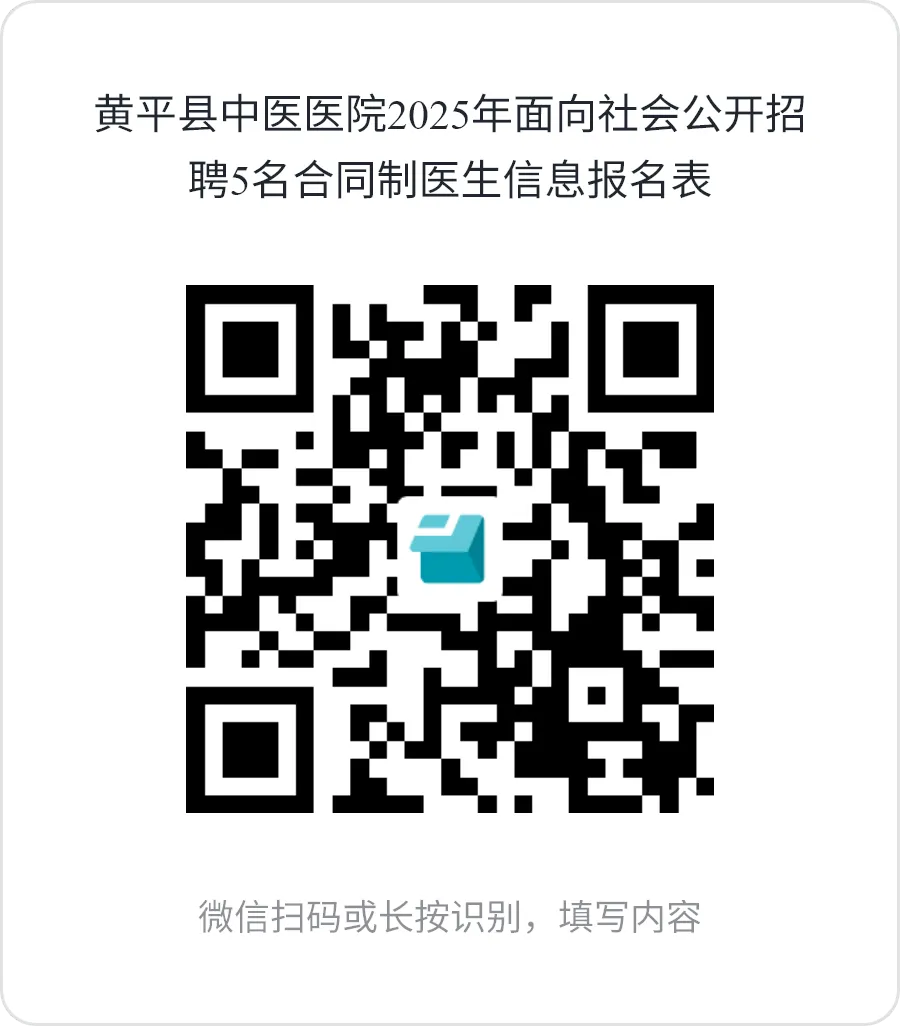 黄平县中医医院2025年面向社会公开招
聘5名合同制医生信息报名表
微信扫码或长按识别，填写内容